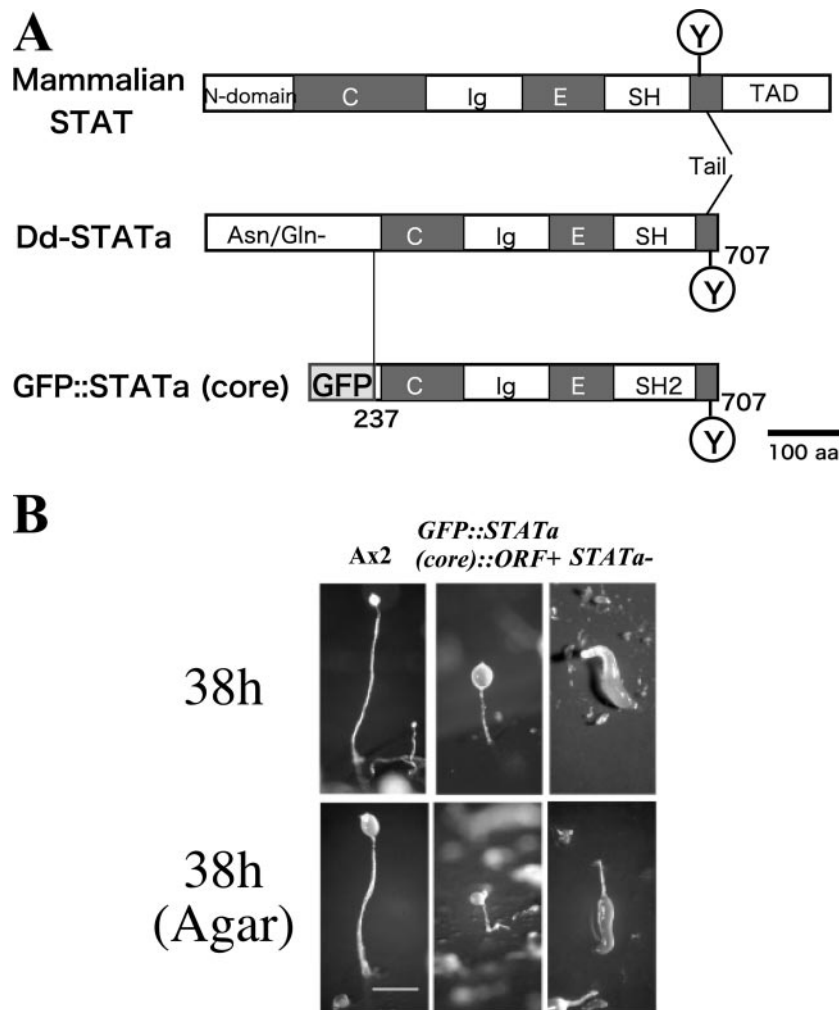 A
Y
Mammalian
STAT
N-domain C Ig E SH TAD
Tail
Dd-STATa
Asn/Gln- C Ig E SH
707
Y
GFP::STATa (core)
GFP C Ig E SH2
237
707
Y
100 aa
B
Ax2
GFP::STATa
(core)::ORF+
STATa-
38h
38h
(Agar)